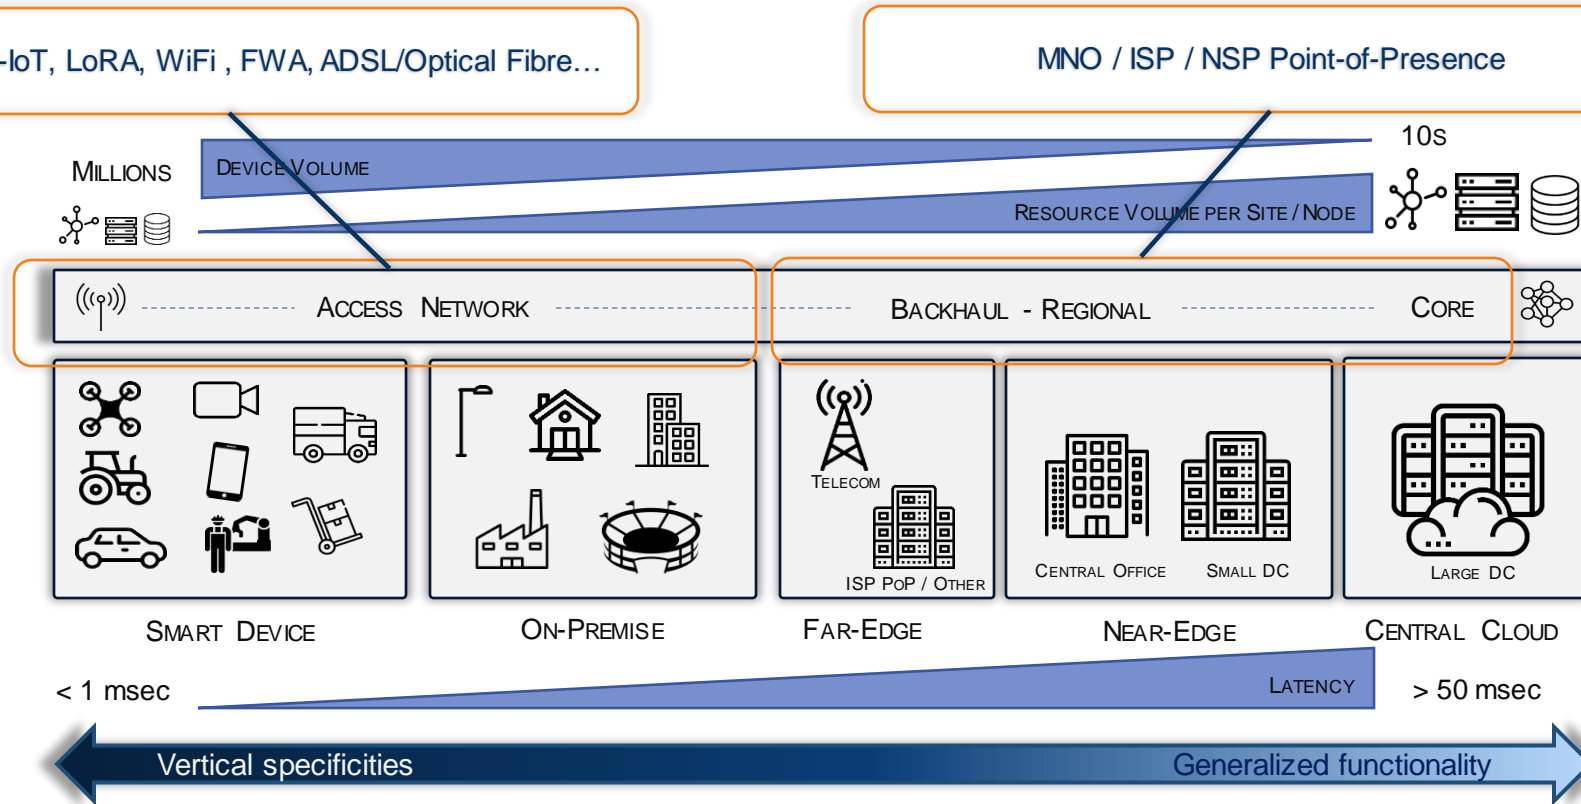 -IoT, LoRA, WiFi , FWA, ADSL/Optical Fibre…
MNO / ISP / NSP Point-of-Presence
MILLIONS
DEVICE VOLUME
10S
RESOURCE VOLUME PER SITE / NODE
ACCESS NETWORK
BACKHAUL - REGIONAL
CORE
TELECOM
ISP POP / OTHER
CENTRAL OFFICE
SMALL DC
LARGE DC
SMART DEVICE
ON-PREMISE
FAR-EDGE
NEAR-EDGE
CENTRAL CLOUD
< 1 msec
LATENCY
> 50 msec
Vertical specificities
Generalized functionality